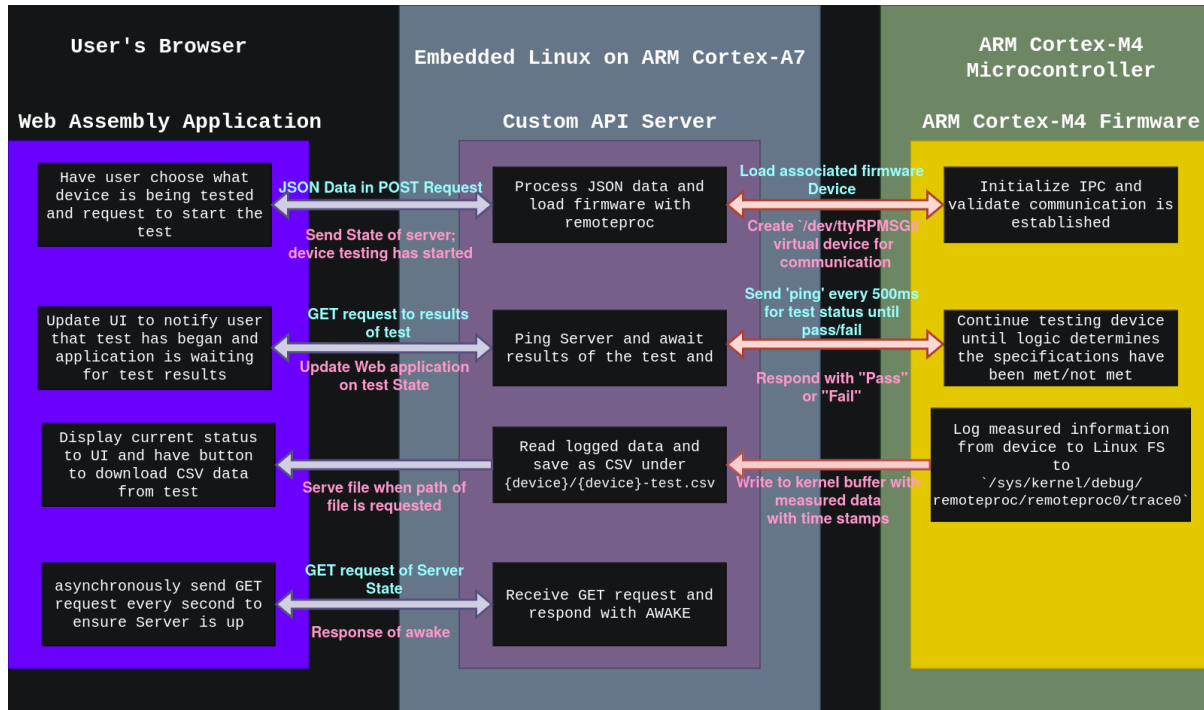 User's Browser
Embedded Linux on ARM Cortex-A7
ARM Cortex-M4
Microcontroller
Web Assembly Application
Custom API Server
ARM Cortex-M4 Firmware
Have user choose what
device is being tested
and request to start the
test
JSON Data in POST Request
Send State of server;
device testing has started
Process JSON data and
load firmware with
remoteproc
Load associated firmware
Device
Create `/dev/ttyRPMSG0`
virtual device for
communication
Initialize IPC and
validate communication is
established
Update UI to notify user
that test has began and
application is waiting
for test results
GET request to results
of test
Update Web application
on test State
Ping Server and await
results of the test and
Send 'ping' every 500ms
for test status until
pass/fail
Respond with "Pass"
or "Fail"
Continue testing device
until logic determines
the specifications have
been met/not met
Display current status
to UI and have button
to download CSV data
from test
Serve file when path of
file is requested
Read logged data and
save as CSV under
{device}/{device}-test.csv
Write to kernel buffer with
measured data
with time stamps
Log measured information
from device to Linux FS
to
`/sys/kernel/debug/
remoteproc/remoteproc0/trace0`
asynchronously send GET
request every second to
ensure Server is up
GET request of Server
State
Response of awake
Receive GET request and
respond with AWAKE